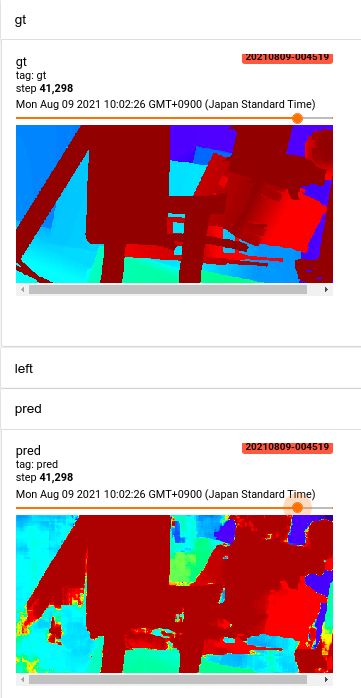 gt
gt
20210809-004519
tag: gt
step 41,298
Mon Aug 09 2021 10:02:26 GMT+0900 (Japan Standard Time)
left
pred
pred
20210809-004519
tag: pred
step 41,298
Mon Aug 09 2021 10:02:26 GMT+0900 (Japan Standard Time)